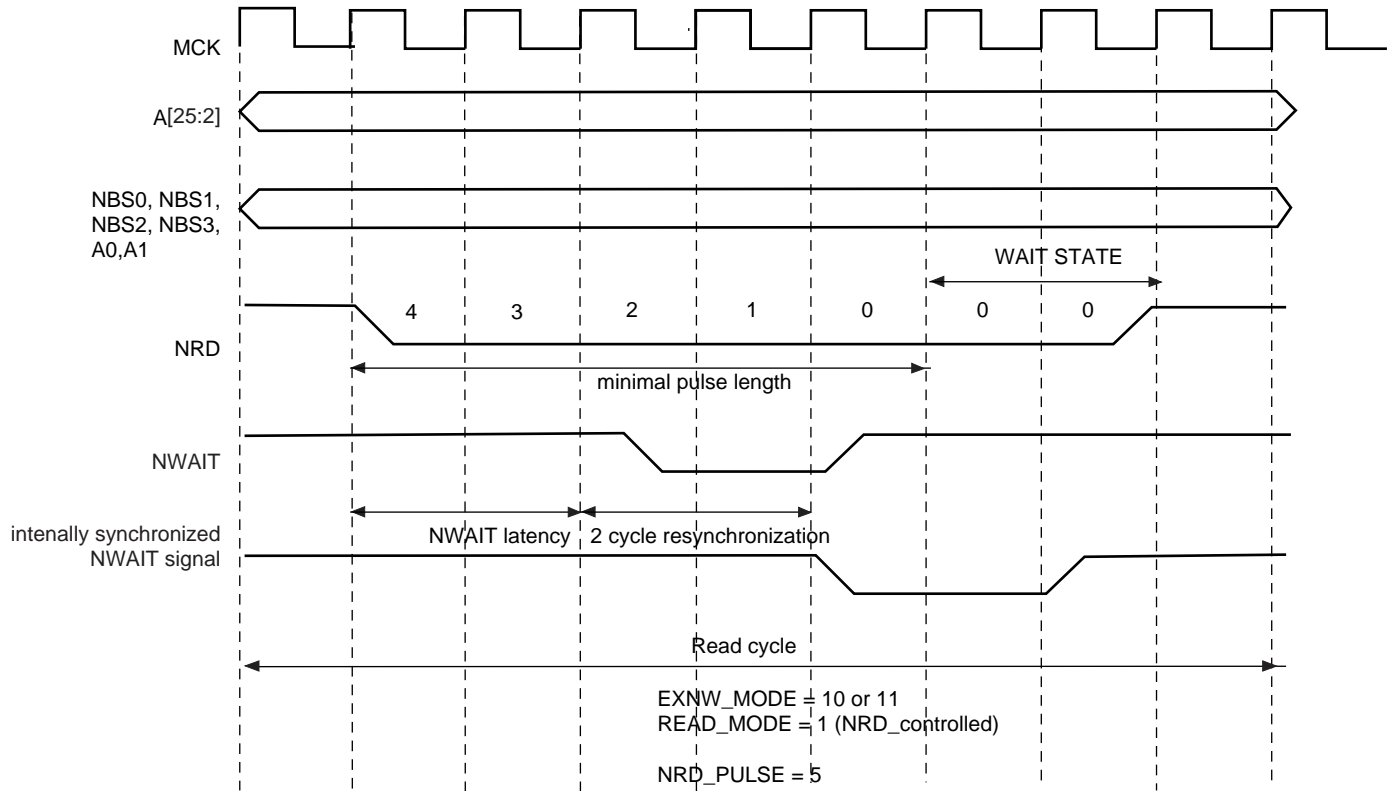 MCK
A[25:2]
NBS0, NBS1,
NBS2, NBS3,
A0,A1
WAIT STATE
4 3 2 1 0 0 0
NRD
minimal pulse length
NWAIT
NWAIT latency 2 cycle resynchronization
intenally synchronized
NWAIT signal
Read cycle
EXNW_MODE = 10 or 11
READ_MODE = 1 (NRD_controlled)
NRD_PULSE = 5